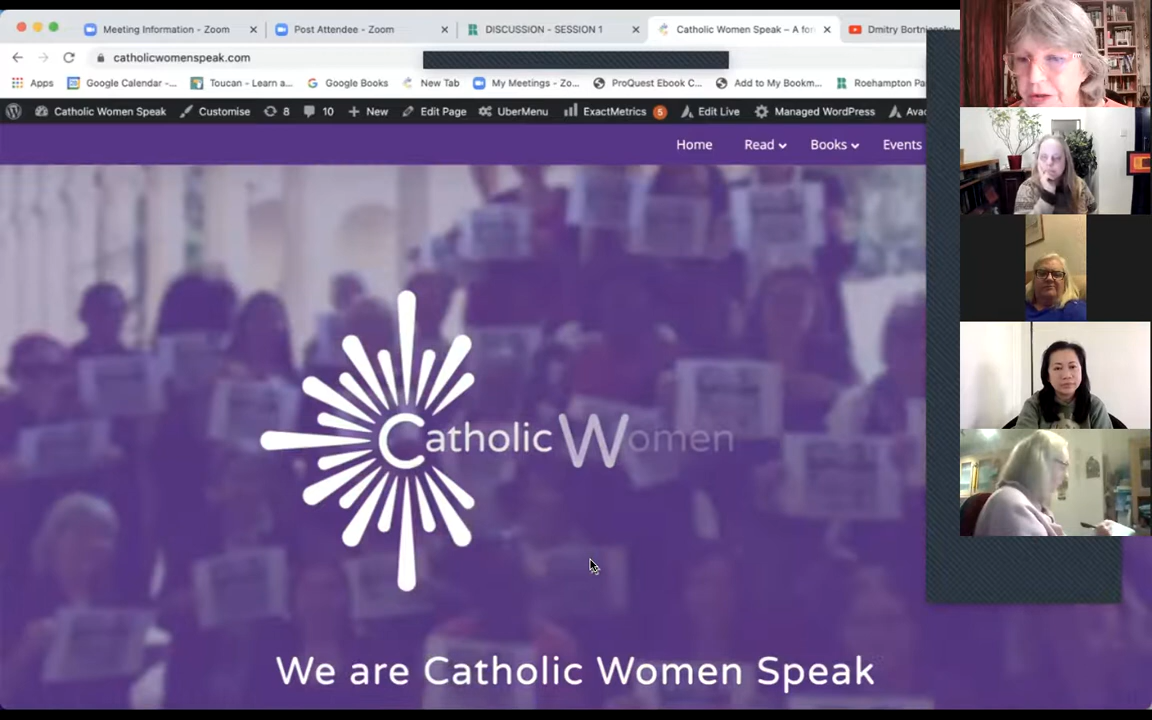 Meeting Information - Zoom
Post Attendee - Zoom
DISCUSSION - SESSION 1
Catholic Women Speak – A for
Dmitry Bortniansky
catholicwomenspeak.com
Apps
Google Calendar -...
Toucan - Learn a...
Google Books
New Tab
My Meetings - Zo...
ProQuest Ebook C...
Add to My Bookm...
Roehampton Pa
Catholic Women Speak
Customise
8
10
New
Edit Page
UberMenu
ExactMetrics
5
Edit Live
Managed WordPress
Avad
Home
Read
Books
Events
Catholic Women
We are Catholic Women Speak